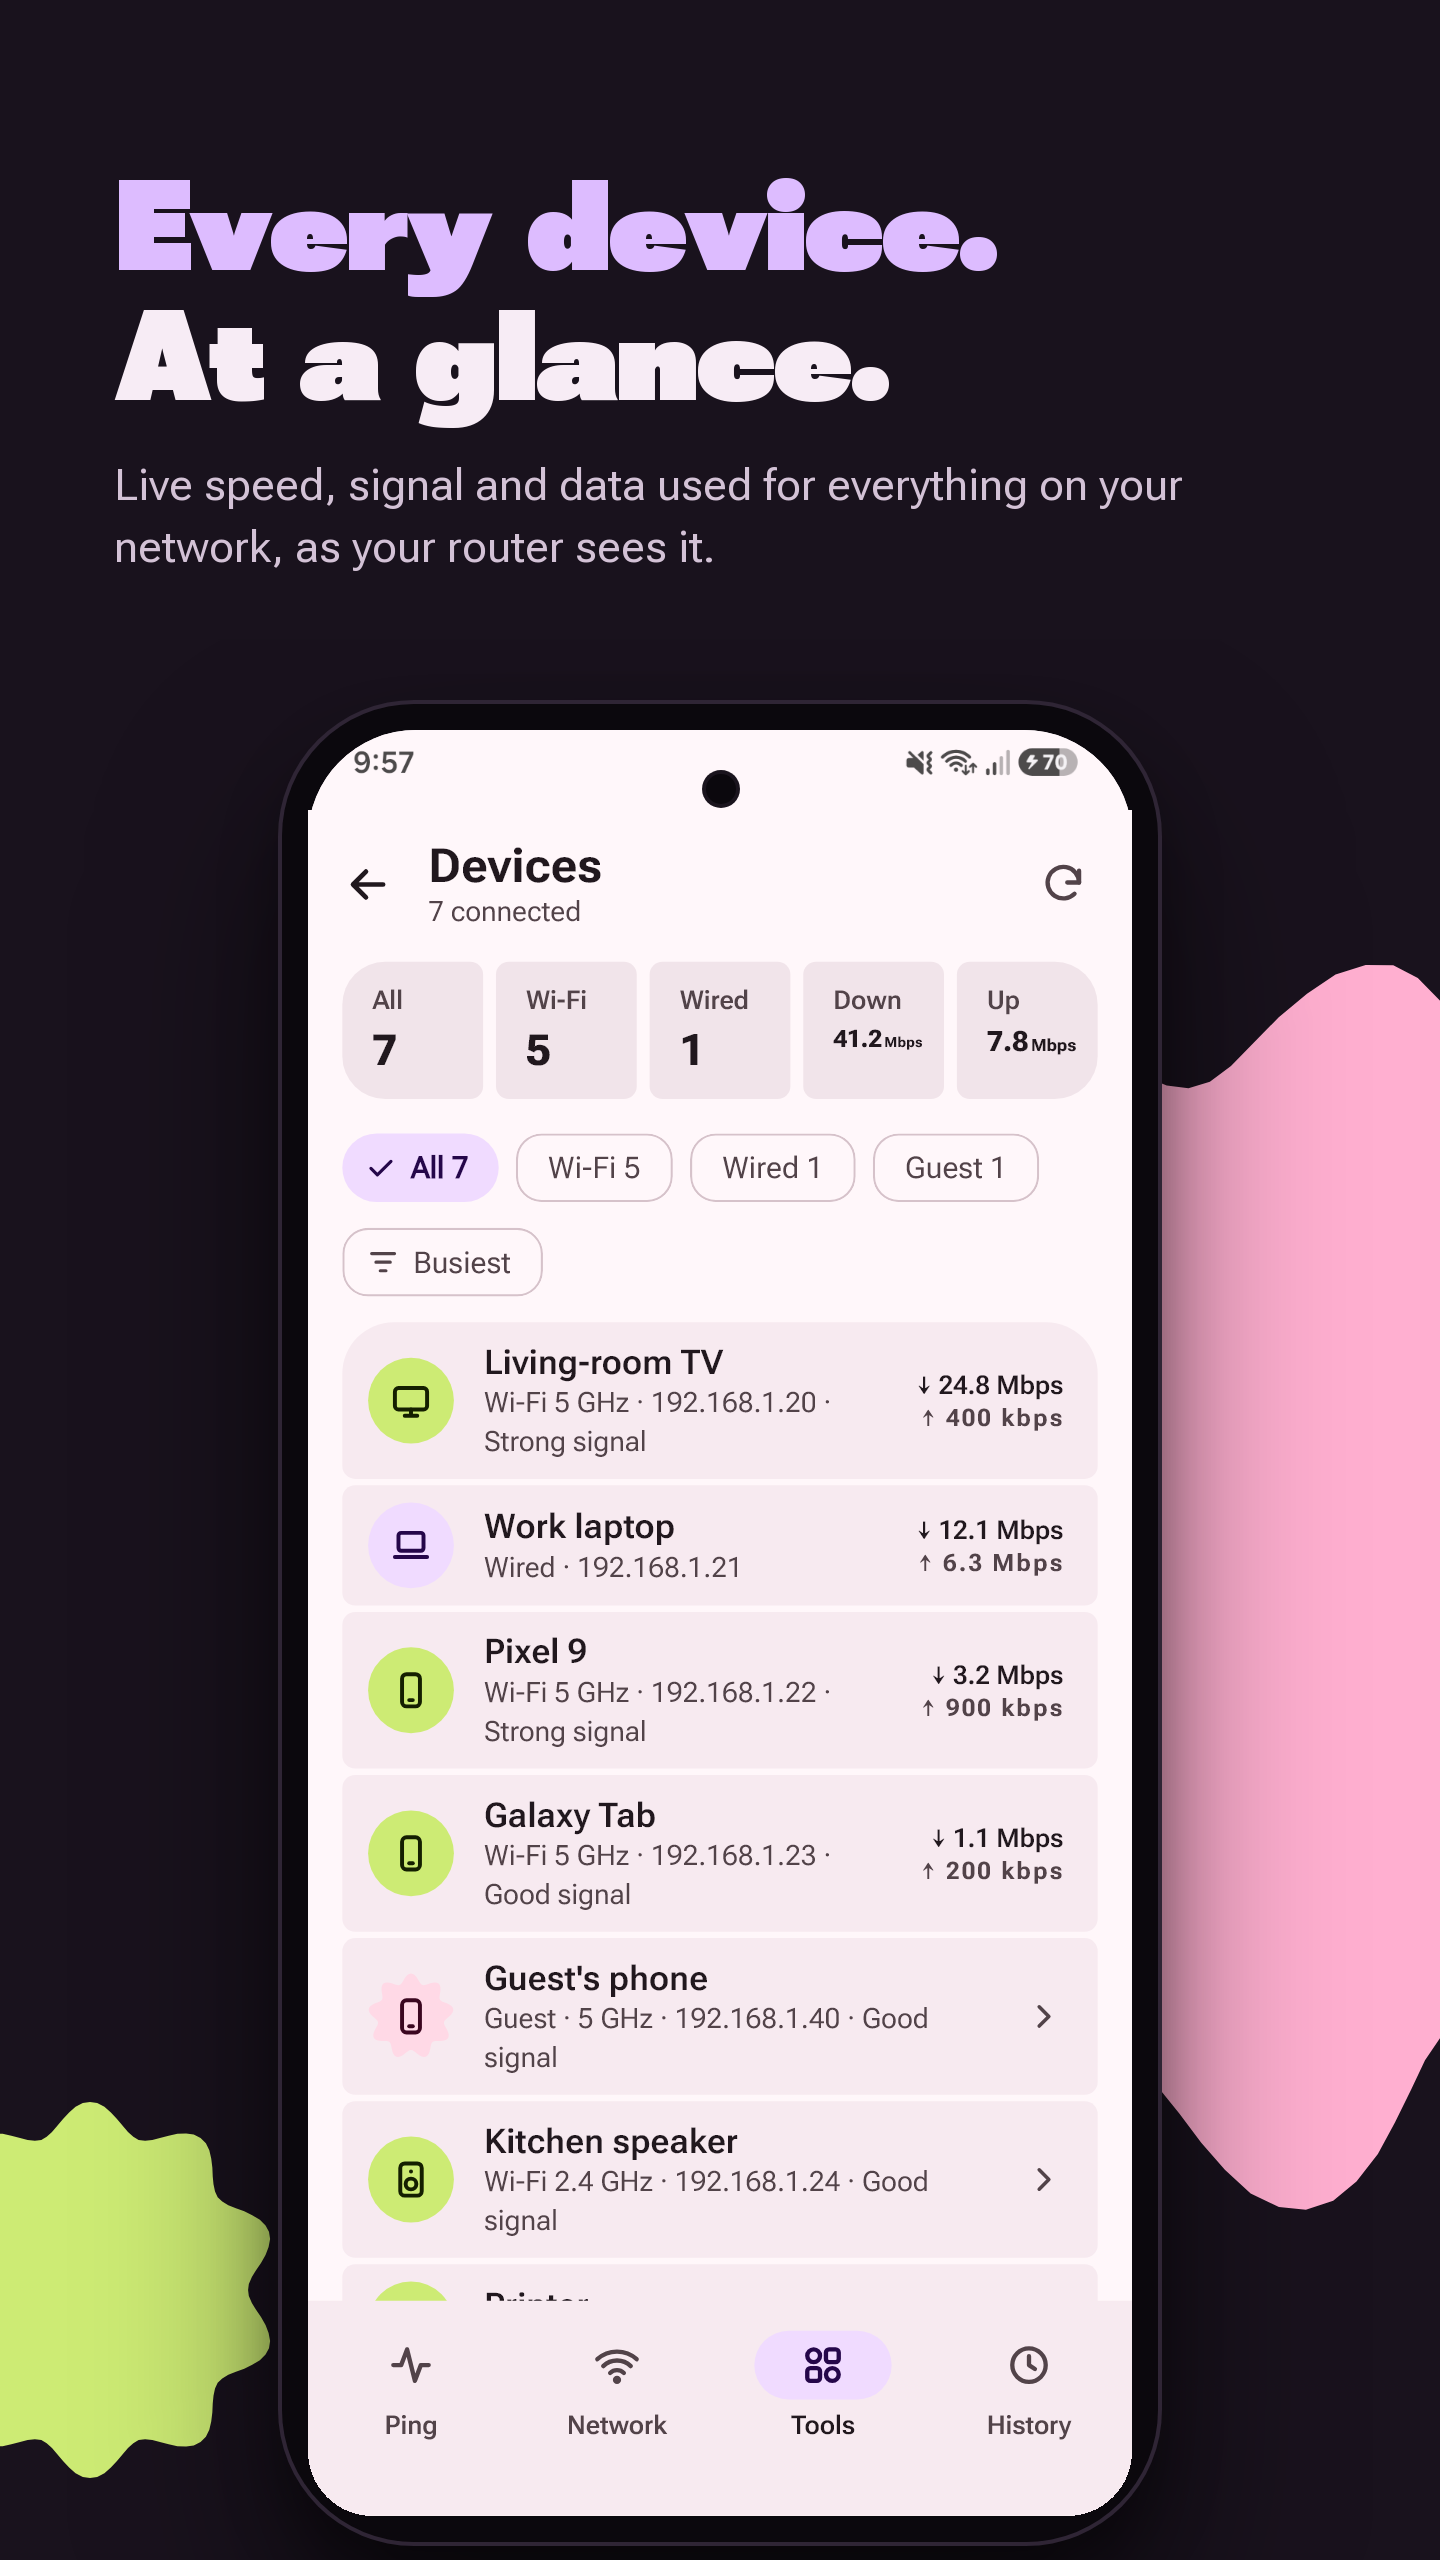 Every device.
At a glance.
Live speed, signal and data used for everything on your
network, as your router sees it.
9:57
70
Devices
7 connected
All
7
Wi-Fi
5
Wired
1
Down
41.2 Mbps
Up
7.8 Mbps
All 7
Wi-Fi 5
Wired 1
Guest 1
Busiest
Living-room TV
Wi-Fi 5 GHz · 192.168.1.20 ·
Strong signal
↓ 24.8 Mbps
↑ 400 kbps
Work laptop
Wired · 192.168.1.21
↓ 12.1 Mbps
↑ 6.3 Mbps
Pixel 9
Wi-Fi 5 GHz · 192.168.1.22 ·
Strong signal
↓ 3.2 Mbps
↑ 900 kbps
Galaxy Tab
Wi-Fi 5 GHz · 192.168.1.23 ·
Good signal
↓ 1.1 Mbps
↑ 200 kbps
Guest's phone
Guest · 5 GHz · 192.168.1.40 · Good
signal
Kitchen speaker
Wi-Fi 2.4 GHz · 192.168.1.24 · Good
signal
Printer
Ping
Network
Tools
History